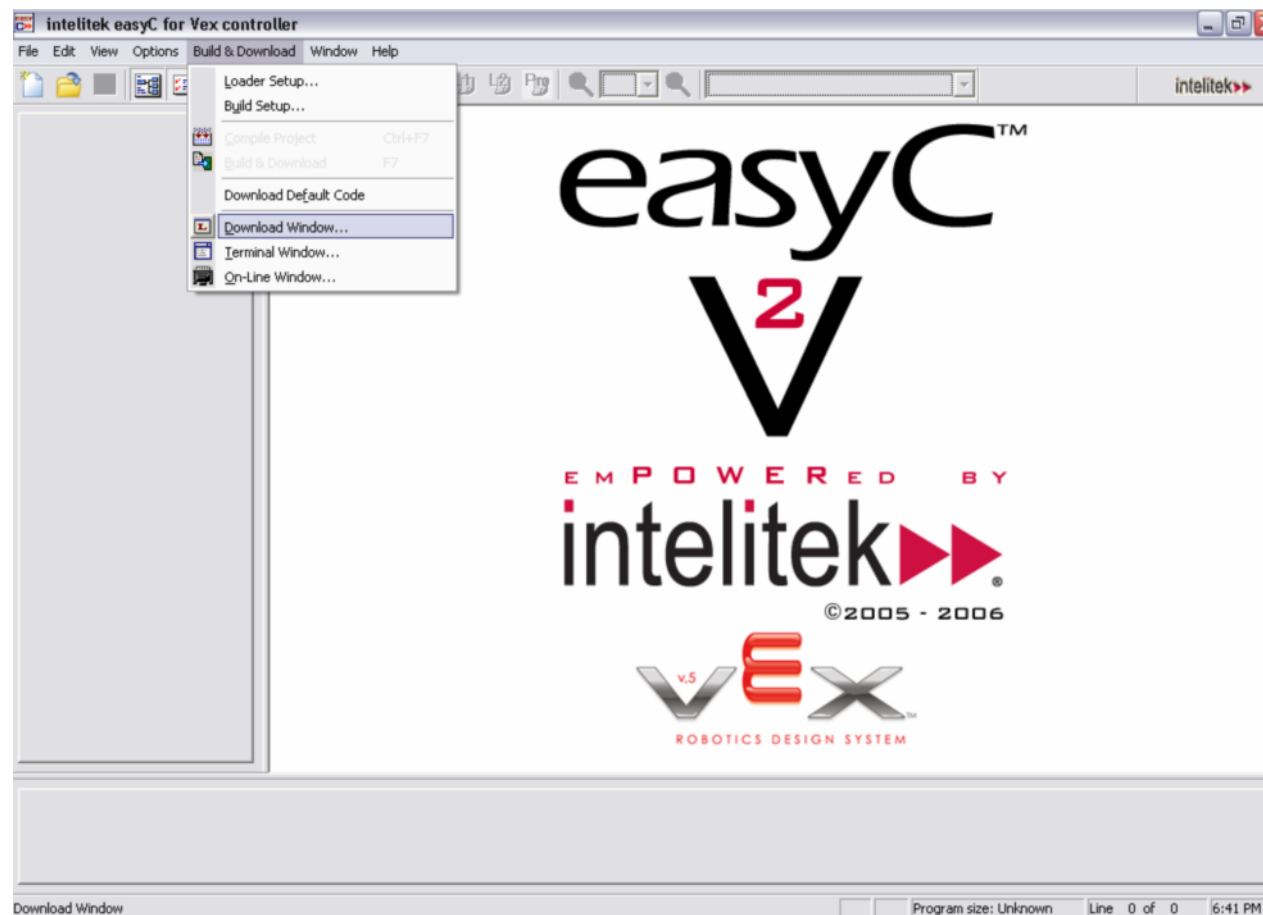 intelitek easyC for Vex controller
File Edit View Options Build & Download Window Help
Loader Setup...
Build Setup...
Compile Project Ctrl+F7
Build & Download F7
Download Default Code
Download Window...
Terminal Window...
On-Line Window...
intelitek
easyC™
V2
EMPOWERED BY
intelitek®
©2005 - 2006
v.5
vex™
ROBOTICS DESIGN SYSTEM
Download Window
Program size: Unknown
Line 0 of 0
6:41 PM